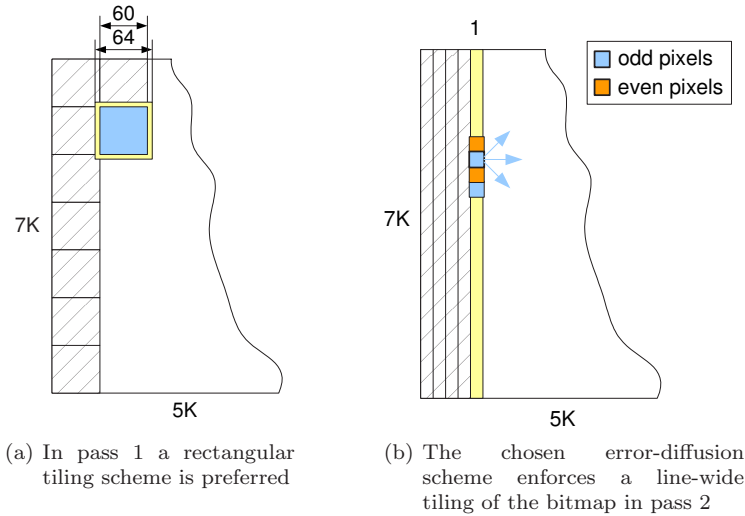 60
64
7K
5K
1
odd pixels
even pixels
7K
5K
(a) In pass 1 a rectangular
tiling scheme is preferred
(b) The chosen error-diffusion
scheme enforces a line-wide
tiling of the bitmap in pass 2